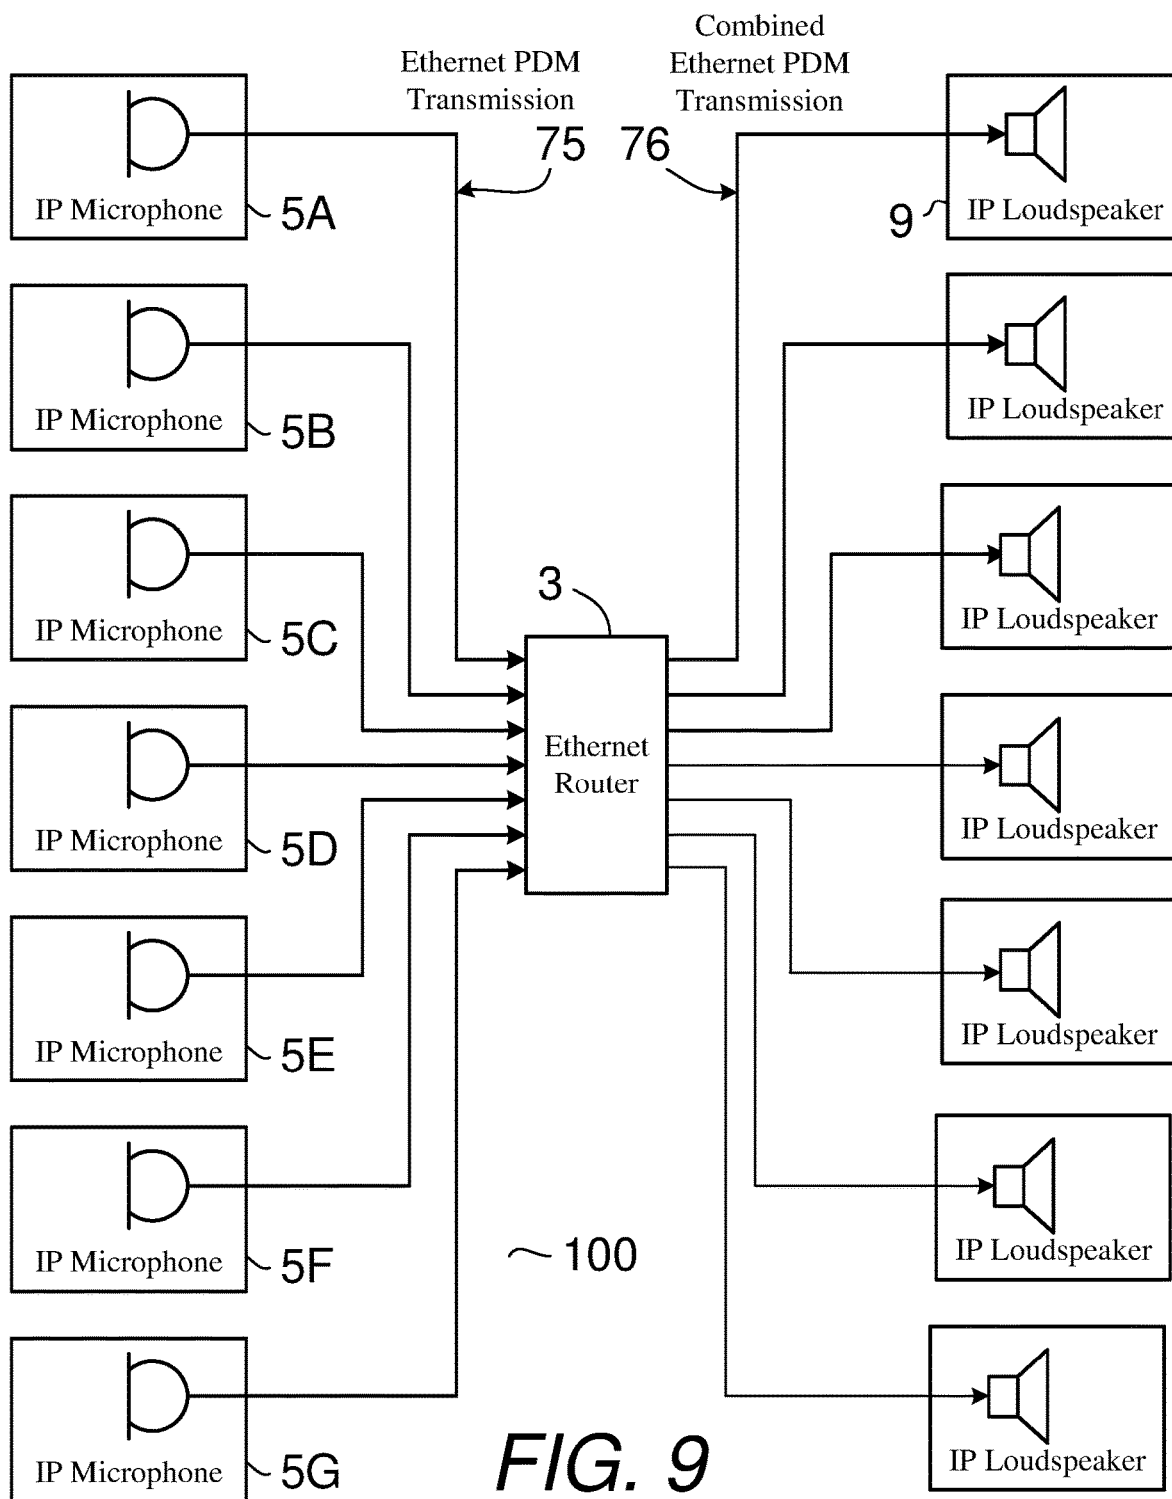 Ethernet PDM
Transmission
75
Combined
Ethernet PDM
Transmission
76
IP Microphone
5A
IP Microphone
5B
IP Microphone
5C
IP Microphone
5D
IP Microphone
5E
IP Microphone
5F
IP Microphone
5G
3
Ethernet
Router
9
IP Loudspeaker
IP Loudspeaker
IP Loudspeaker
IP Loudspeaker
IP Loudspeaker
IP Loudspeaker
IP Loudspeaker
100
FIG. 9